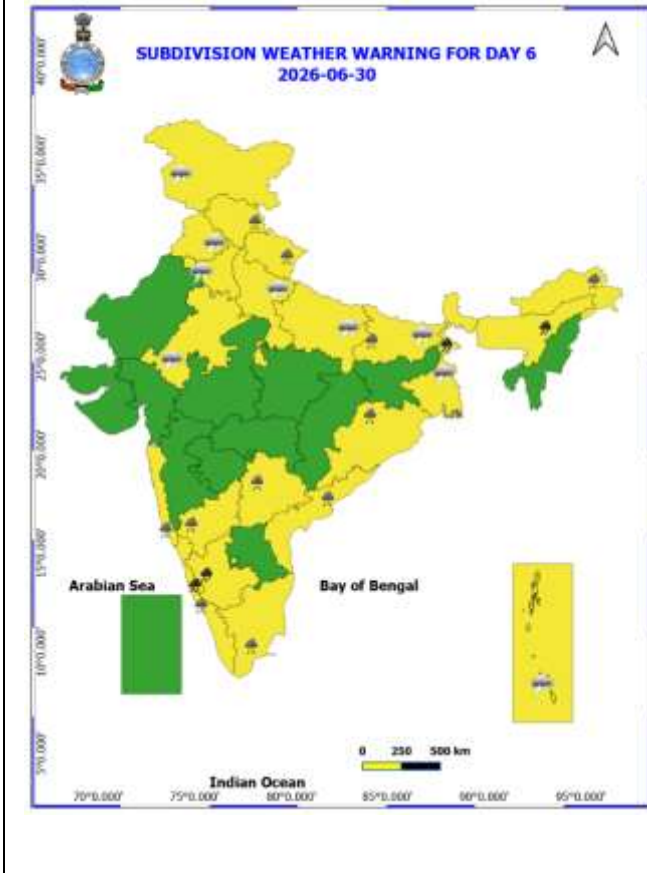 SUBDIVISION WEATHER WARNING FOR DAY 6
2026-06-30
40°0.000'
35°0.000'
30°0.000'
25°0.000'
20°0.000'
15°0.000'
10°0.000'
5°0.000'
Arabian Sea
Bay of Bengal
0 250 500 km
Indian Ocean
70°0.000' 75°0.000' 80°0.000' 85°0.000' 90°0.000' 95°0.000'